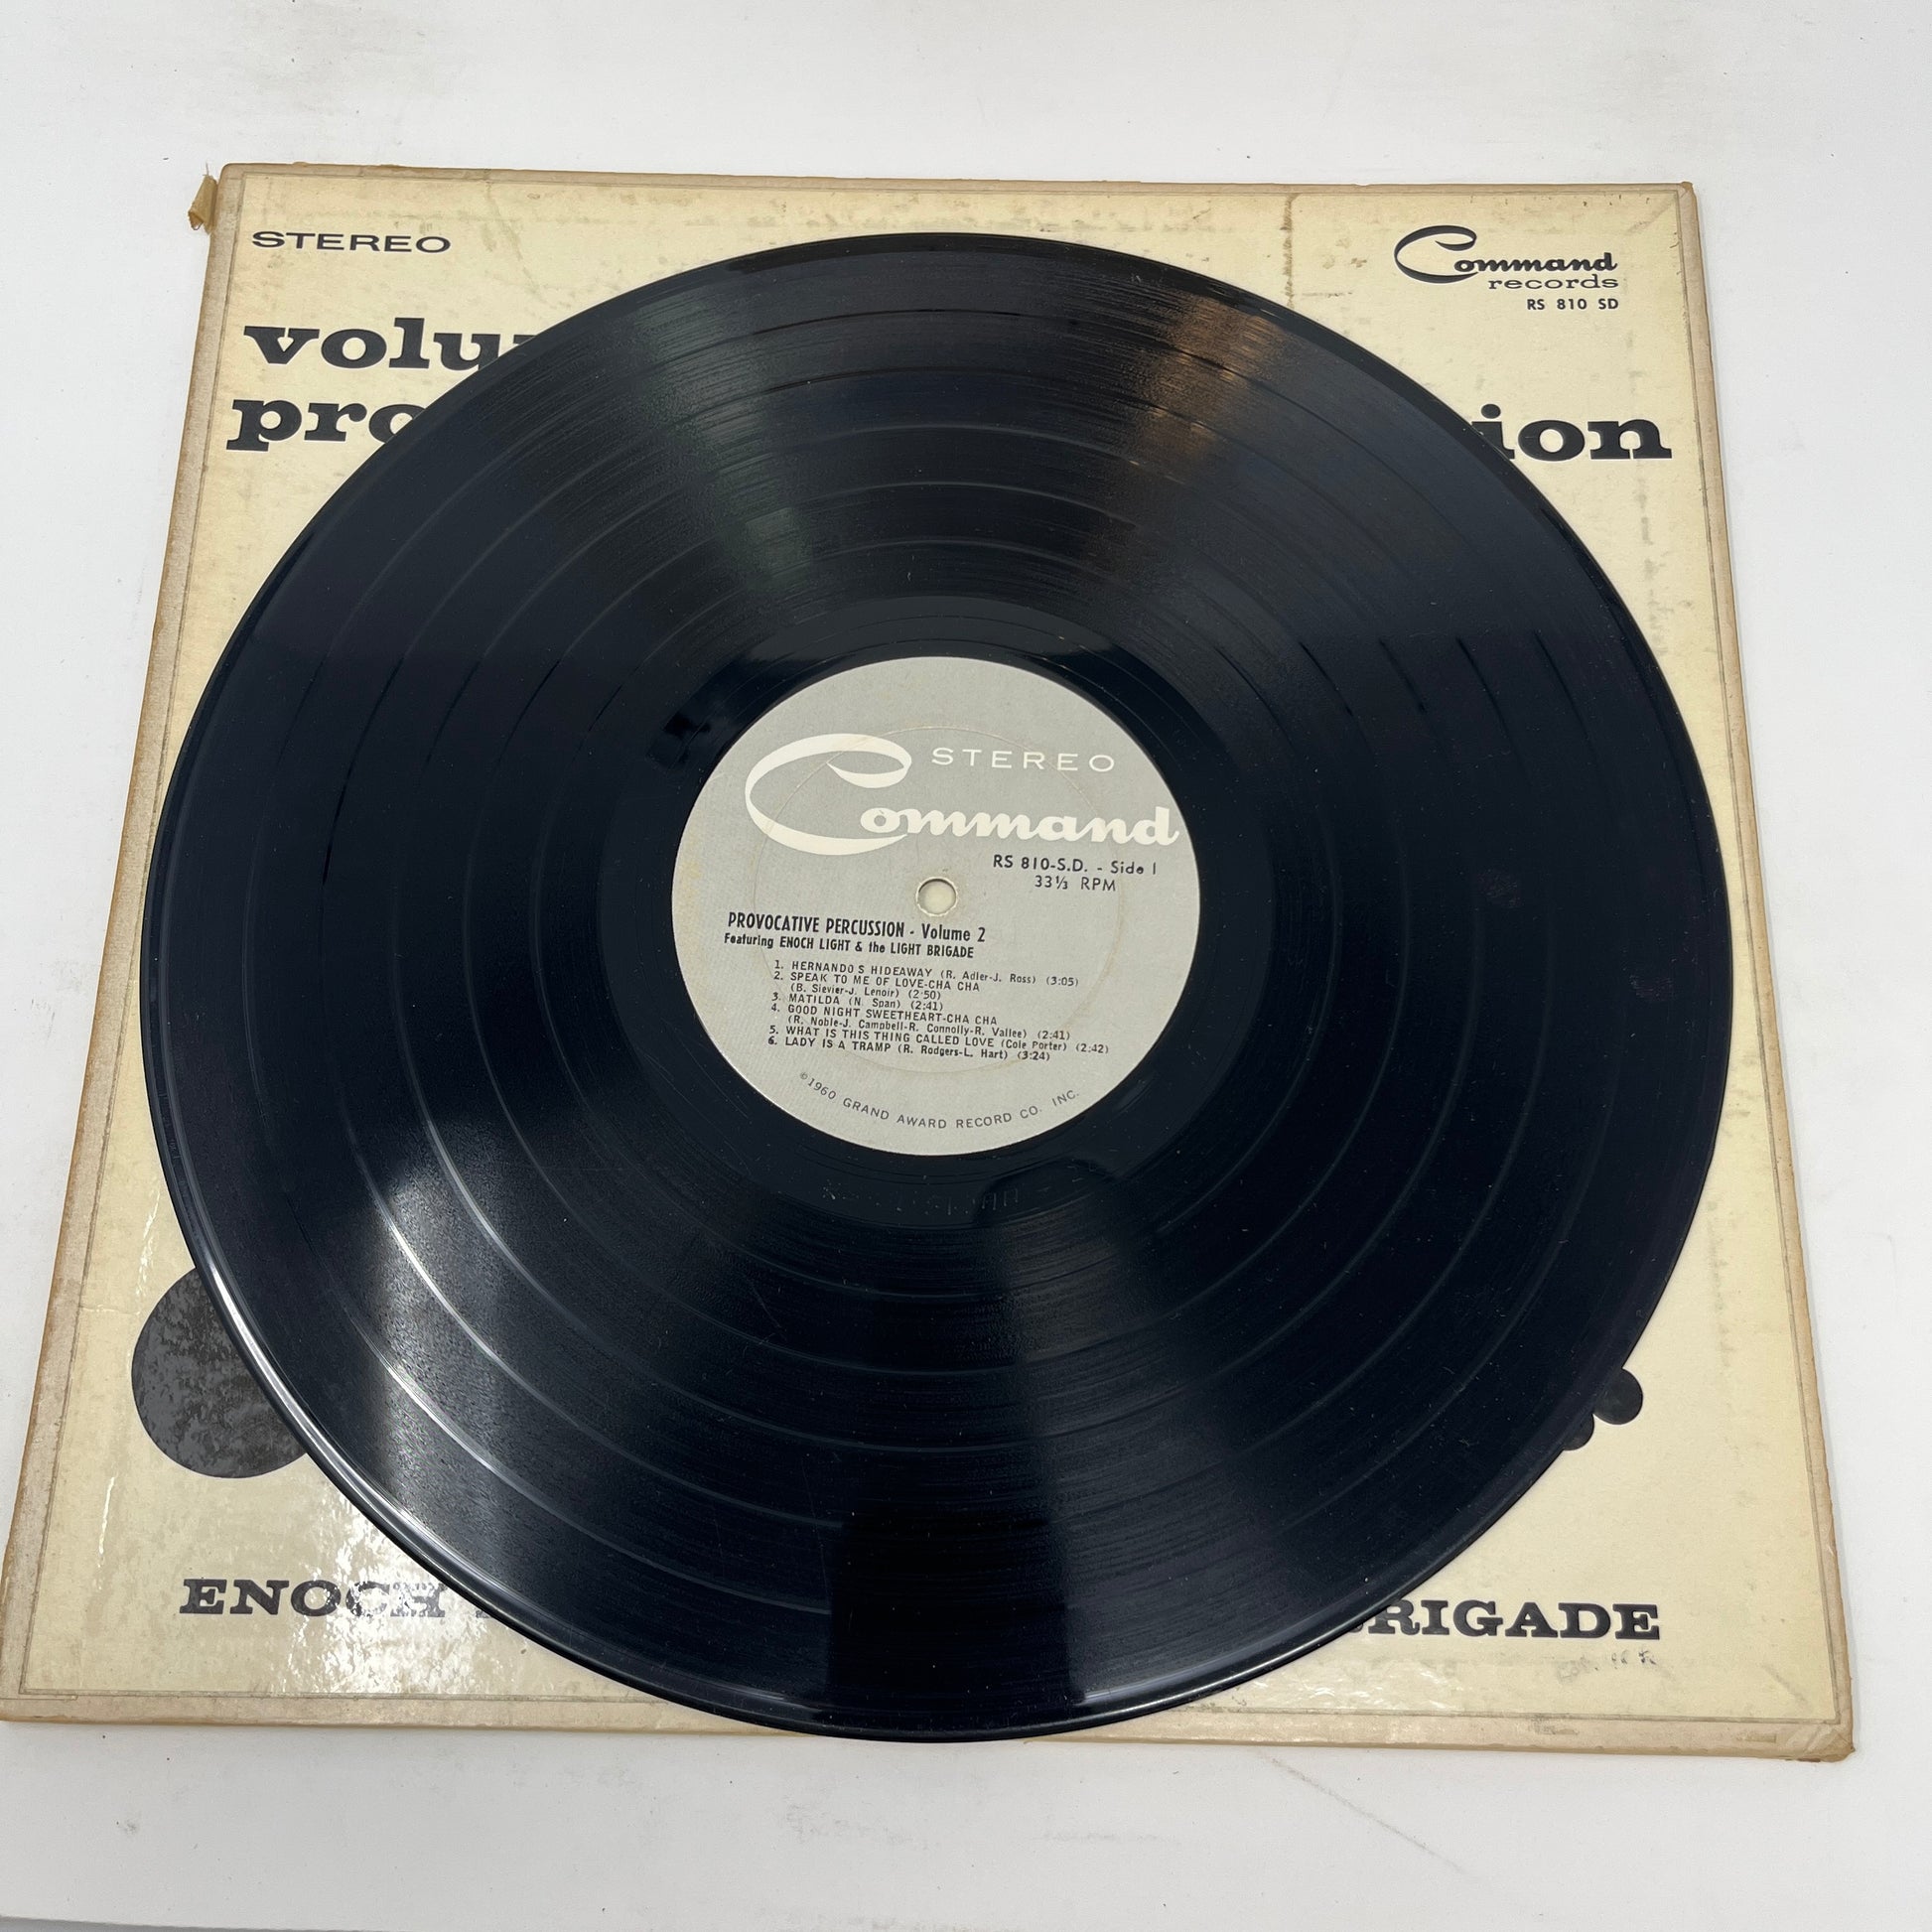 STEREO
Command
records
RS 810 SD
volu
pro
ion
STEREO
Command
RS 810-S.D. - Side 1
33⅓ RPM
PROVOCATIVE PERCUSSION - Volume 2
Featuring ENOCH LIGHT & the LIGHT BRIGADE
1. HERNANDO'S HIDEAWAY (R. Adler-J. Ross) (3:05)
2. SPEAK TO ME OF LOVE-CHA CHA
(B. Sievier-J. Lenoir) (2:50)
3. MATILDA (N. Span) (2:41)
4. GOOD NIGHT SWEETHEART-CHA CHA
(R. Noble-J. Campbell-R. Connolly-R. Vallee) (2:41)
5. WHAT IS THIS THING CALLED LOVE (Cole Porter) (2:42)
6. LADY IS A TRAMP (R. Rodgers-L. Hart) (3:24)
©1960 GRAND AWARD RECORD CO. INC.
ENOCH
BRIGADE